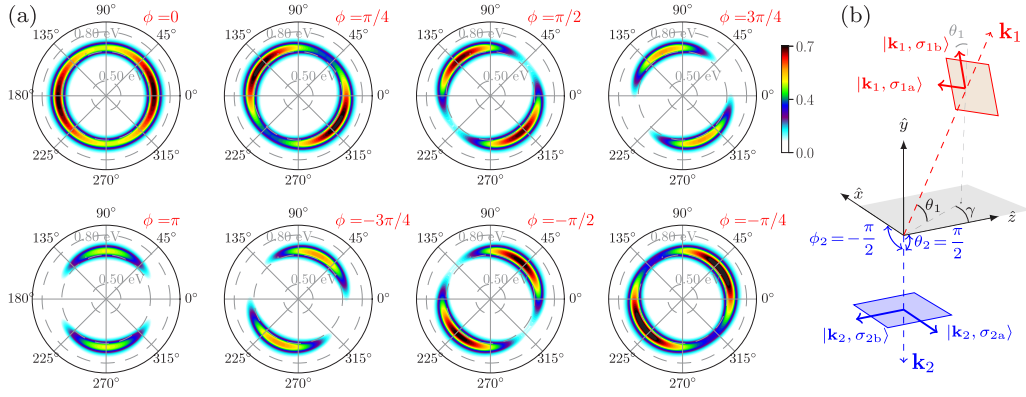 (a)
90° ϕ=0
135° 0.80 eV 45°
180° 0.50 eV 0°
225° 315°
270°
90° ϕ=π/4
135° 0.80 eV 45°
180° 0.50 eV 0°
225° 315°
270°
90° ϕ=π/2
135° 0.80 eV 45°
180° 0.50 eV 0°
225° 315°
270°
90° ϕ=3π/4
135° 0.80 eV 45°
180° 0.50 eV 0°
225° 315°
270°
0.7
0.4
0.0
90° ϕ=π
135° 0.80 eV 45°
180° 0.50 eV 0°
225° 315°
270°
90° ϕ=−3π/4
135° 0.80 eV 45°
180° 0.50 eV 0°
225° 315°
270°
90° ϕ=−π/2
135° 0.80 eV 45°
180° 0.50 eV 0°
225° 315°
270°
90° ϕ=−π/4
135° 0.80 eV 45°
180° 0.50 eV 0°
225° 315°
270°
(b)
k₁
|k₁, σ₁b⟩ θ₁
|k₁, σ₁a⟩
ŷ
x̂ θ₁ γ ẑ
ϕ₂=−π/2 θ₂=π/2
|k₂, σ₂b⟩ |k₂, σ₂a⟩
k₂